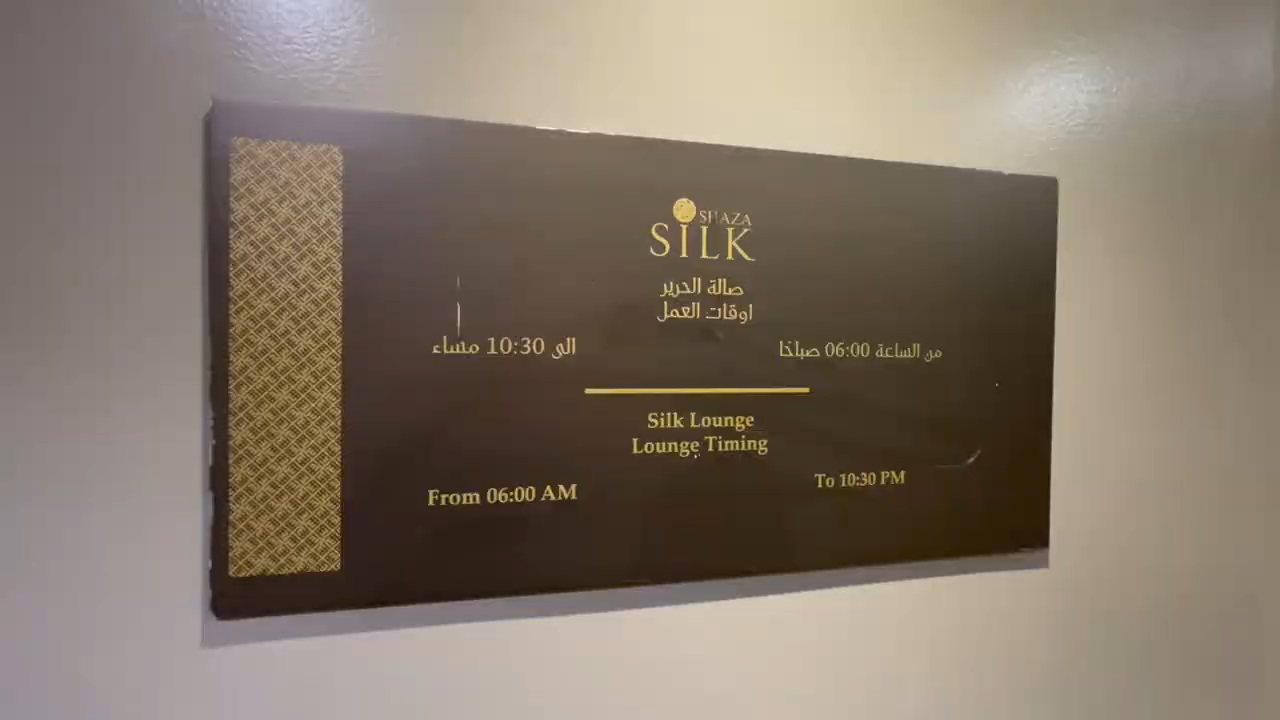 SHAZA
SILK
صالة الحرير
اوقات العمل
من الساعة 06:00 صباحًا
الى 10:30 مساء
Silk Lounge
Lounge Timing
From 06:00 AM
To 10:30 PM